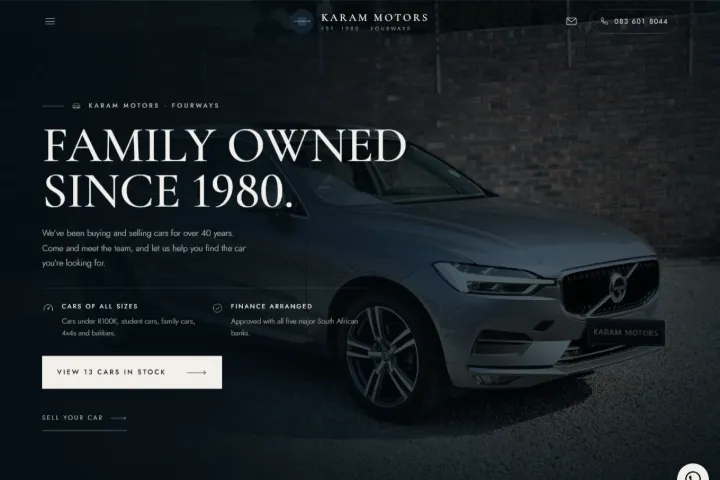 KARAM MOTORS
EST. 1980 · FOURWAYS
083 601 8044
KARAM MOTORS · FOURWAYS
FAMILY OWNED
SINCE 1980.
We've been buying and selling cars for over 40 years.
Come and meet the team, and let us help you find the car
you're looking for.
CARS OF ALL SIZES
Cars under R100K, student cars, family cars,
4x4s and bakkies.
FINANCE ARRANGED
Approved with all five major South African
banks.
KARAM MOTORS
VIEW 13 CARS IN STOCK
SELL YOUR CAR